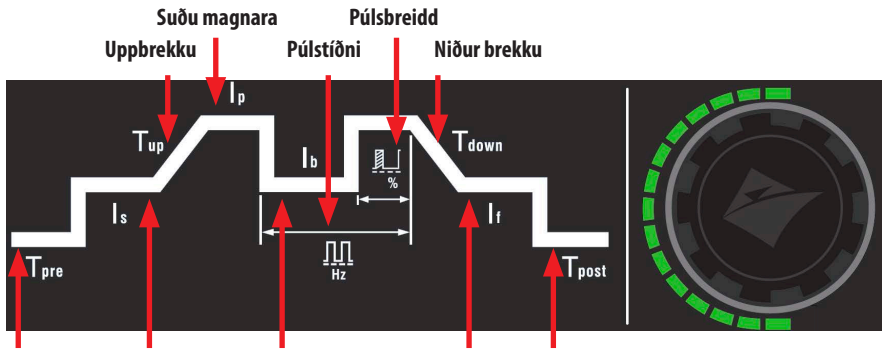 Suðu magnara
Púlsbreidd
Uppbrekku
Púlstíðni
Niður brekku
Ip
Tup
Ib
Tdown
%
Is
If
Tpre
Hz
Tpost